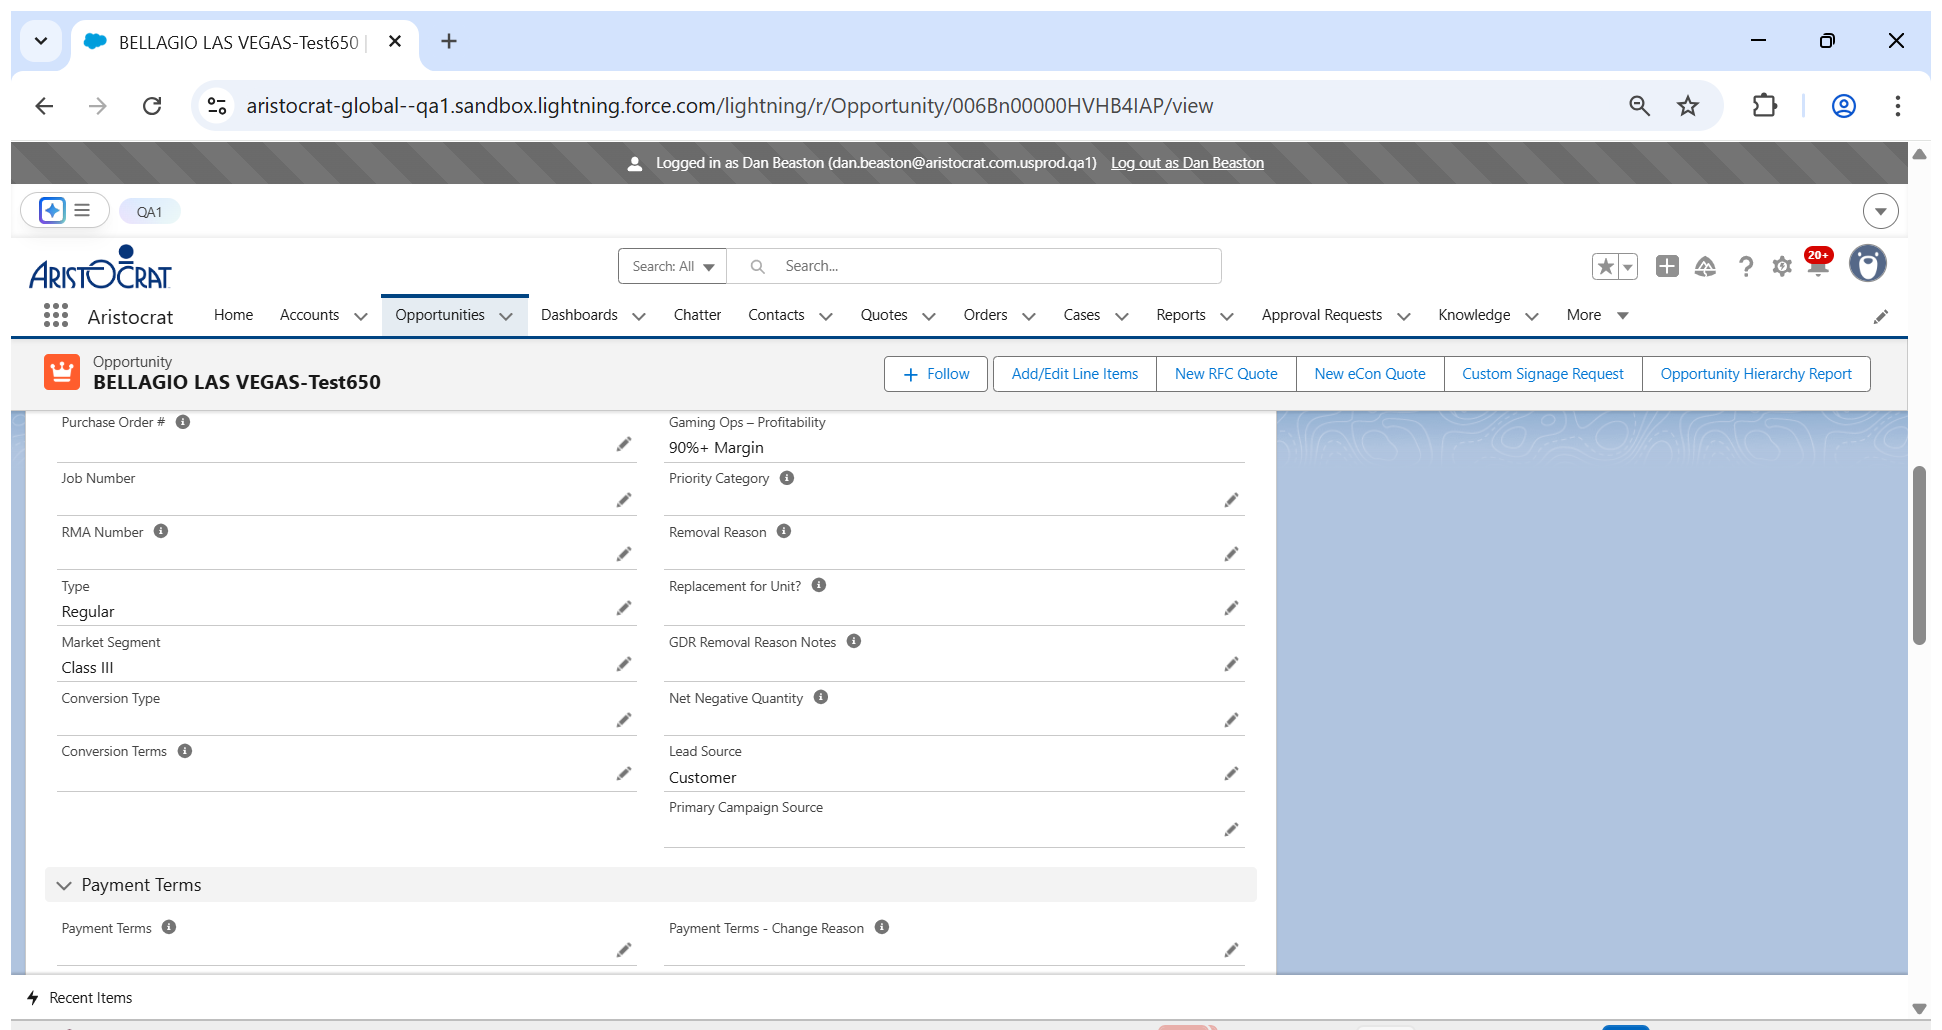 BELLAGIO LAS VEGAS-Test650 |
aristocrat-global--qa1.sandbox.lightning.force.com/lightning/r/Opportunity/006Bn00000HVHB4IAP/view
Logged in as Dan Beaston (dan.beaston@aristocrat.com.usprod.qa1) Log out as Dan Beaston
QA1
ARISTOCRAT
Search: All
Search...
20+
Aristocrat
Home
Accounts
Opportunities
Dashboards
Chatter
Contacts
Quotes
Orders
Cases
Reports
Approval Requests
Knowledge
More
Opportunity
BELLAGIO LAS VEGAS-Test650
Follow
Add/Edit Line Items
New RFC Quote
New eCon Quote
Custom Signage Request
Opportunity Hierarchy Report
Purchase Order #
Gaming Ops – Profitability
90%+ Margin
Job Number
Priority Category
RMA Number
Removal Reason
Type
Regular
Replacement for Unit?
Market Segment
Class III
GDR Removal Reason Notes
Conversion Type
Net Negative Quantity
Conversion Terms
Lead Source
Customer
Primary Campaign Source
Payment Terms
Payment Terms
Payment Terms - Change Reason
Recent Items